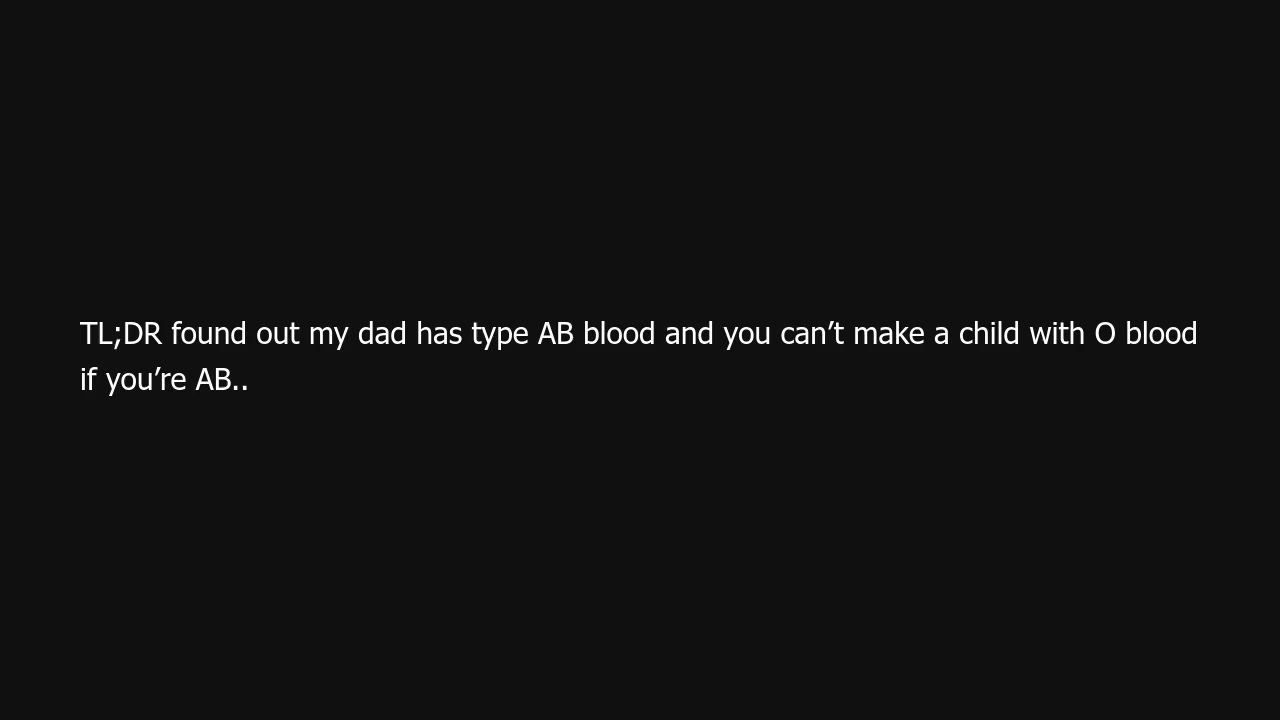 TL;DR found out my dad has type AB blood and you can’t make a child with O blood
if you’re AB..